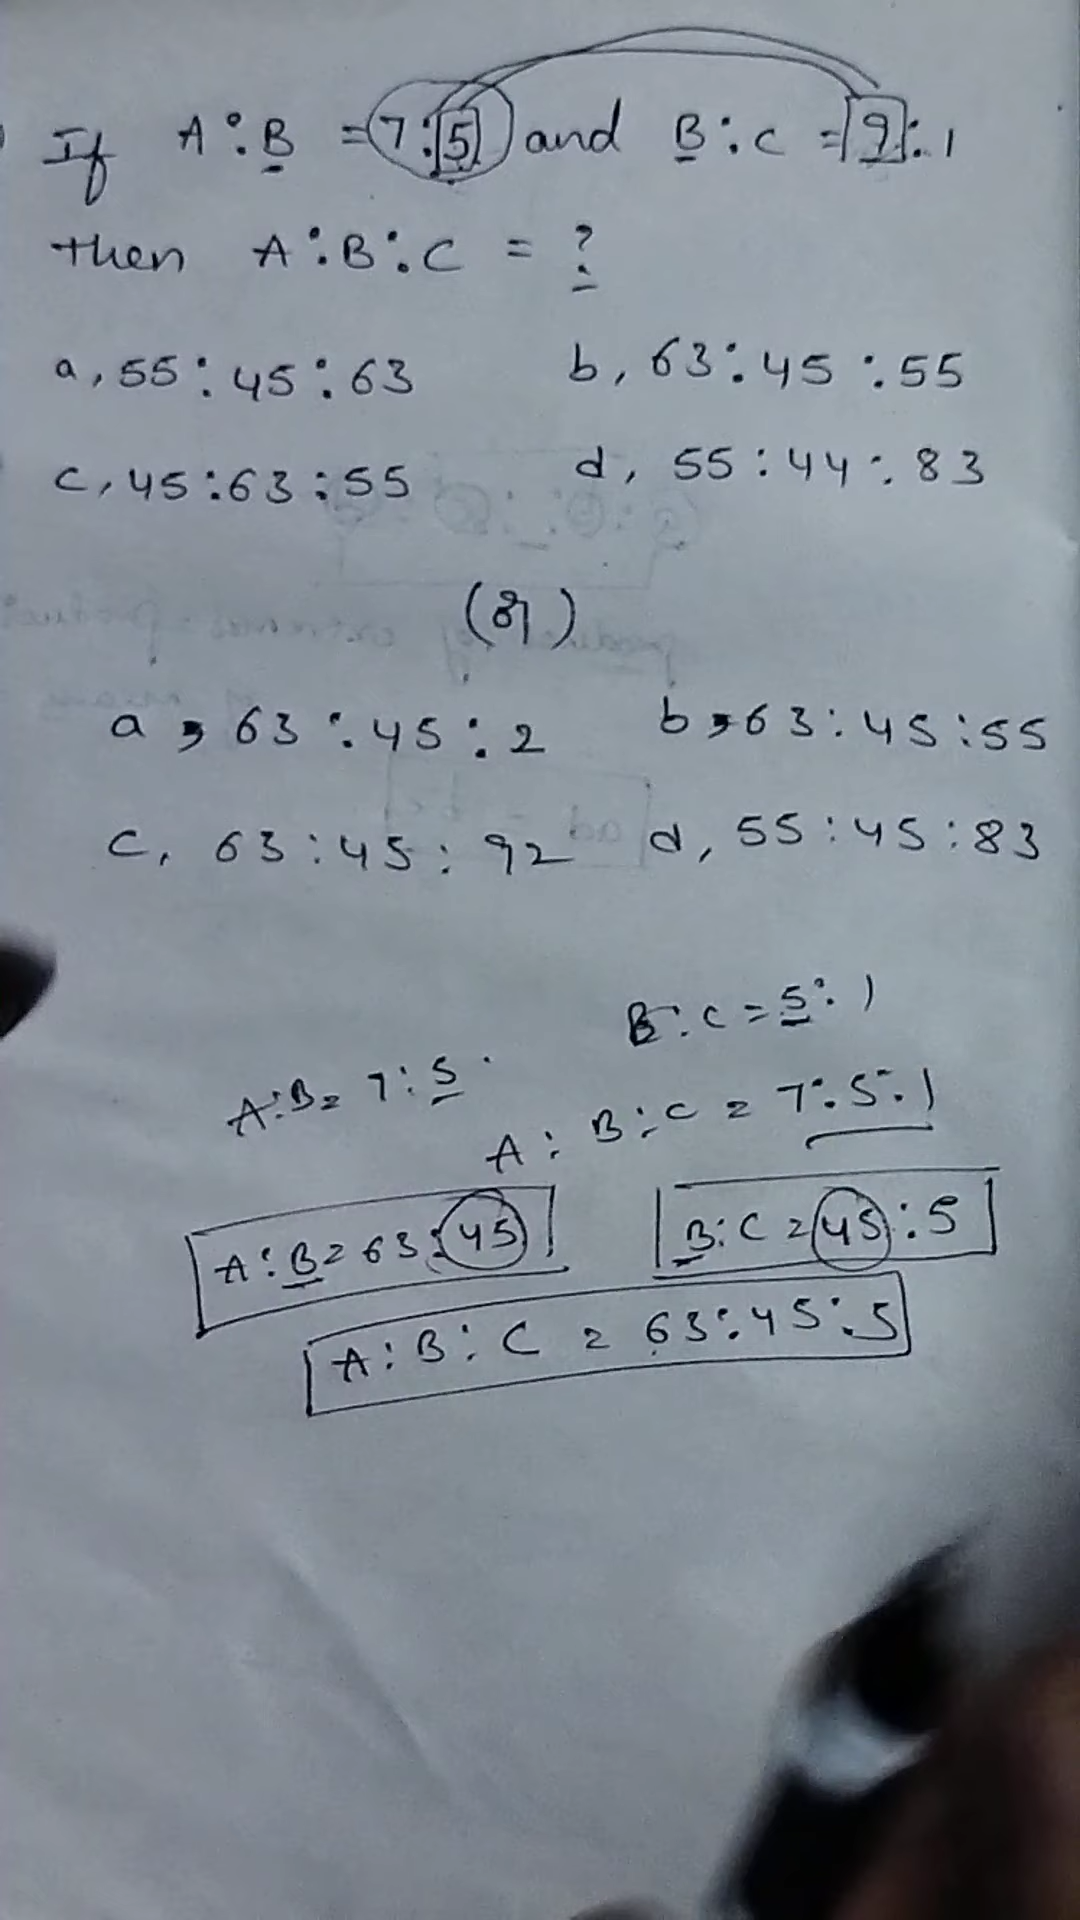 If A:B = 7:5 and B:C = 9:1
then A:B:C = ?
a, 55:45:63 b, 63:45:55
c, 45:63:55 d, 55:44:83
a, 63:45:2 b, 63:45:55
c, 63:45:92 d, 55:45:83
B:C = 5:1
A:B = 7:5
A:B:C = 7:5:1
A:B = 63:45 B:C = 45:5
A:B:C = 63:45:5